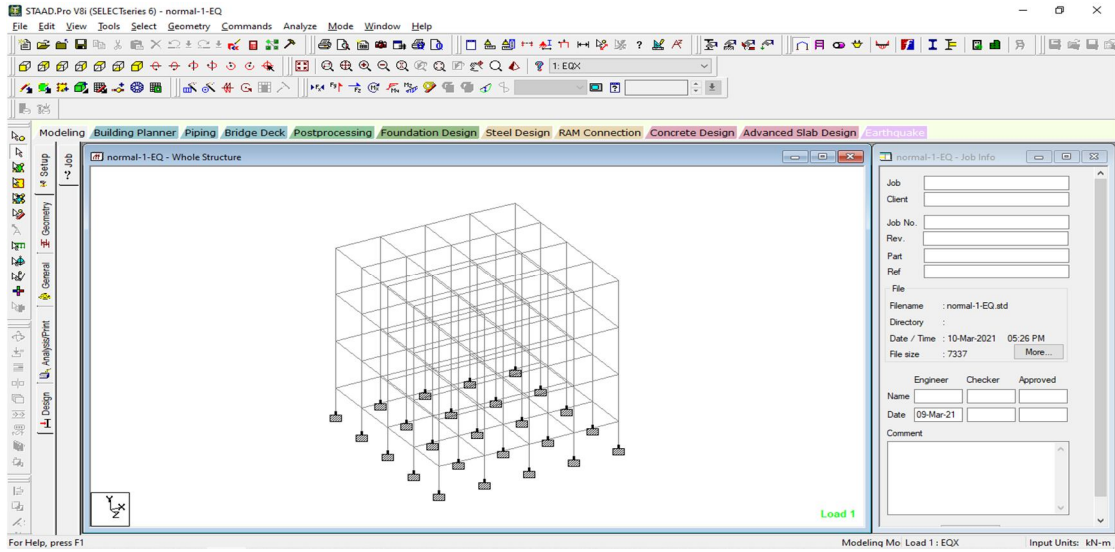 STAAD.Pro V8i (SELECTseries 6) - normal-1-EQ
File Edit View Tools Select Geometry Commands Analyze Mode Window Help
1: EQX
Modeling Building Planner Piping Bridge Deck Postprocessing Foundation Design Steel Design RAM Connection Concrete Design Advanced Slab Design Earthquake
Setup
Geometry
General
Analysis/Print
Design
Job
normal-1-EQ - Whole Structure
Y
X
Z
Load 1
normal-1-EQ - Job Info
Job
Client
Job No.
Rev.
Part
Ref
File
Filename : normal-1-EQ.std
Directory :
Date / Time : 10-Mar-2021 05:26 PM
File size : 7337 More...
Engineer Checker Approved
Name
Date 09-Mar-21
Comment
For Help, press F1
Modeling Mo Load 1 : EQX Input Units: kN-m